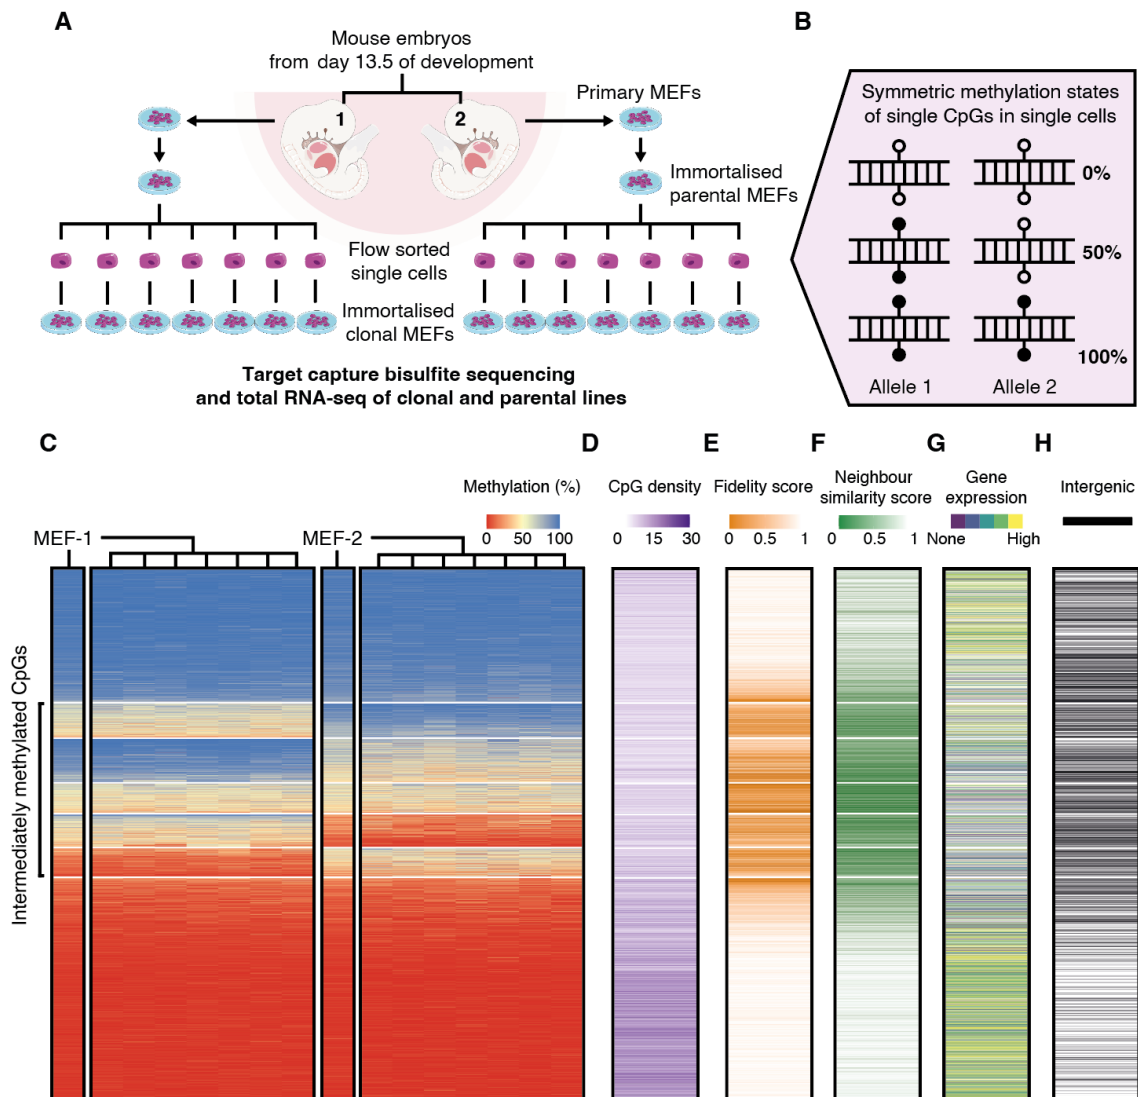 A
Mouse embryos
from day 13.5 of development
1
2
Primary MEFs
Immortalised
parental MEFs
Flow sorted
single cells
Immortalised
clonal MEFs
Target capture bisulfite sequencing
and total RNA-seq of clonal and parental lines
B
Symmetric methylation states
of single CpGs in single cells
0%
50%
100%
Allele 1
Allele 2
C
Methylation (%)
0 50 100
MEF-1
MEF-2
Intermediately methylated CpGs
D
CpG density
0 15 30
E
Fidelity score
0 0.5 1
F
Neighbour
similarity score
0 0.5 1
G
Gene
expression
None High
H
Intergenic